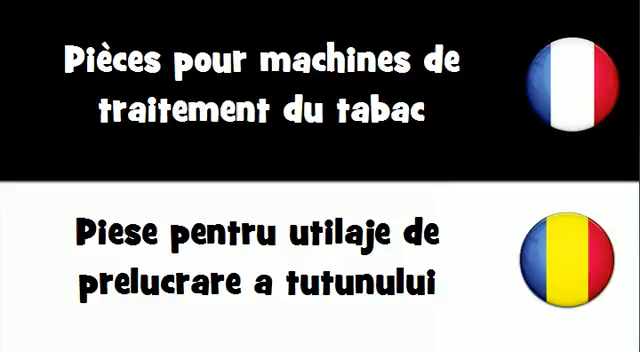 Pièces pour machines de
traitement du tabac
Piese pentru utilaje de
prelucrare a tutunului